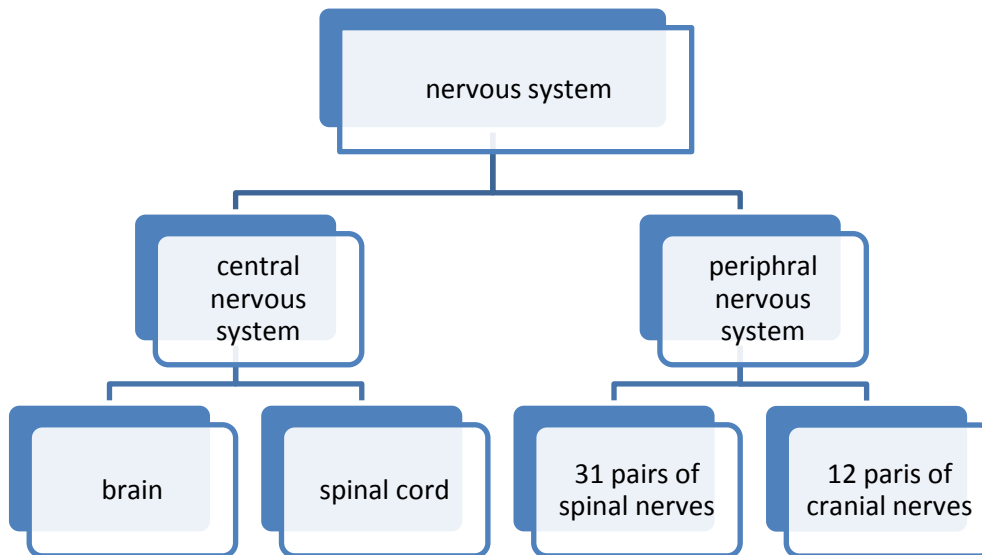 nervous system
central
nervous
system
periphral
nervous
system
brain
spinal cord
31 pairs of
spinal nerves
12 paris of
cranial nerves